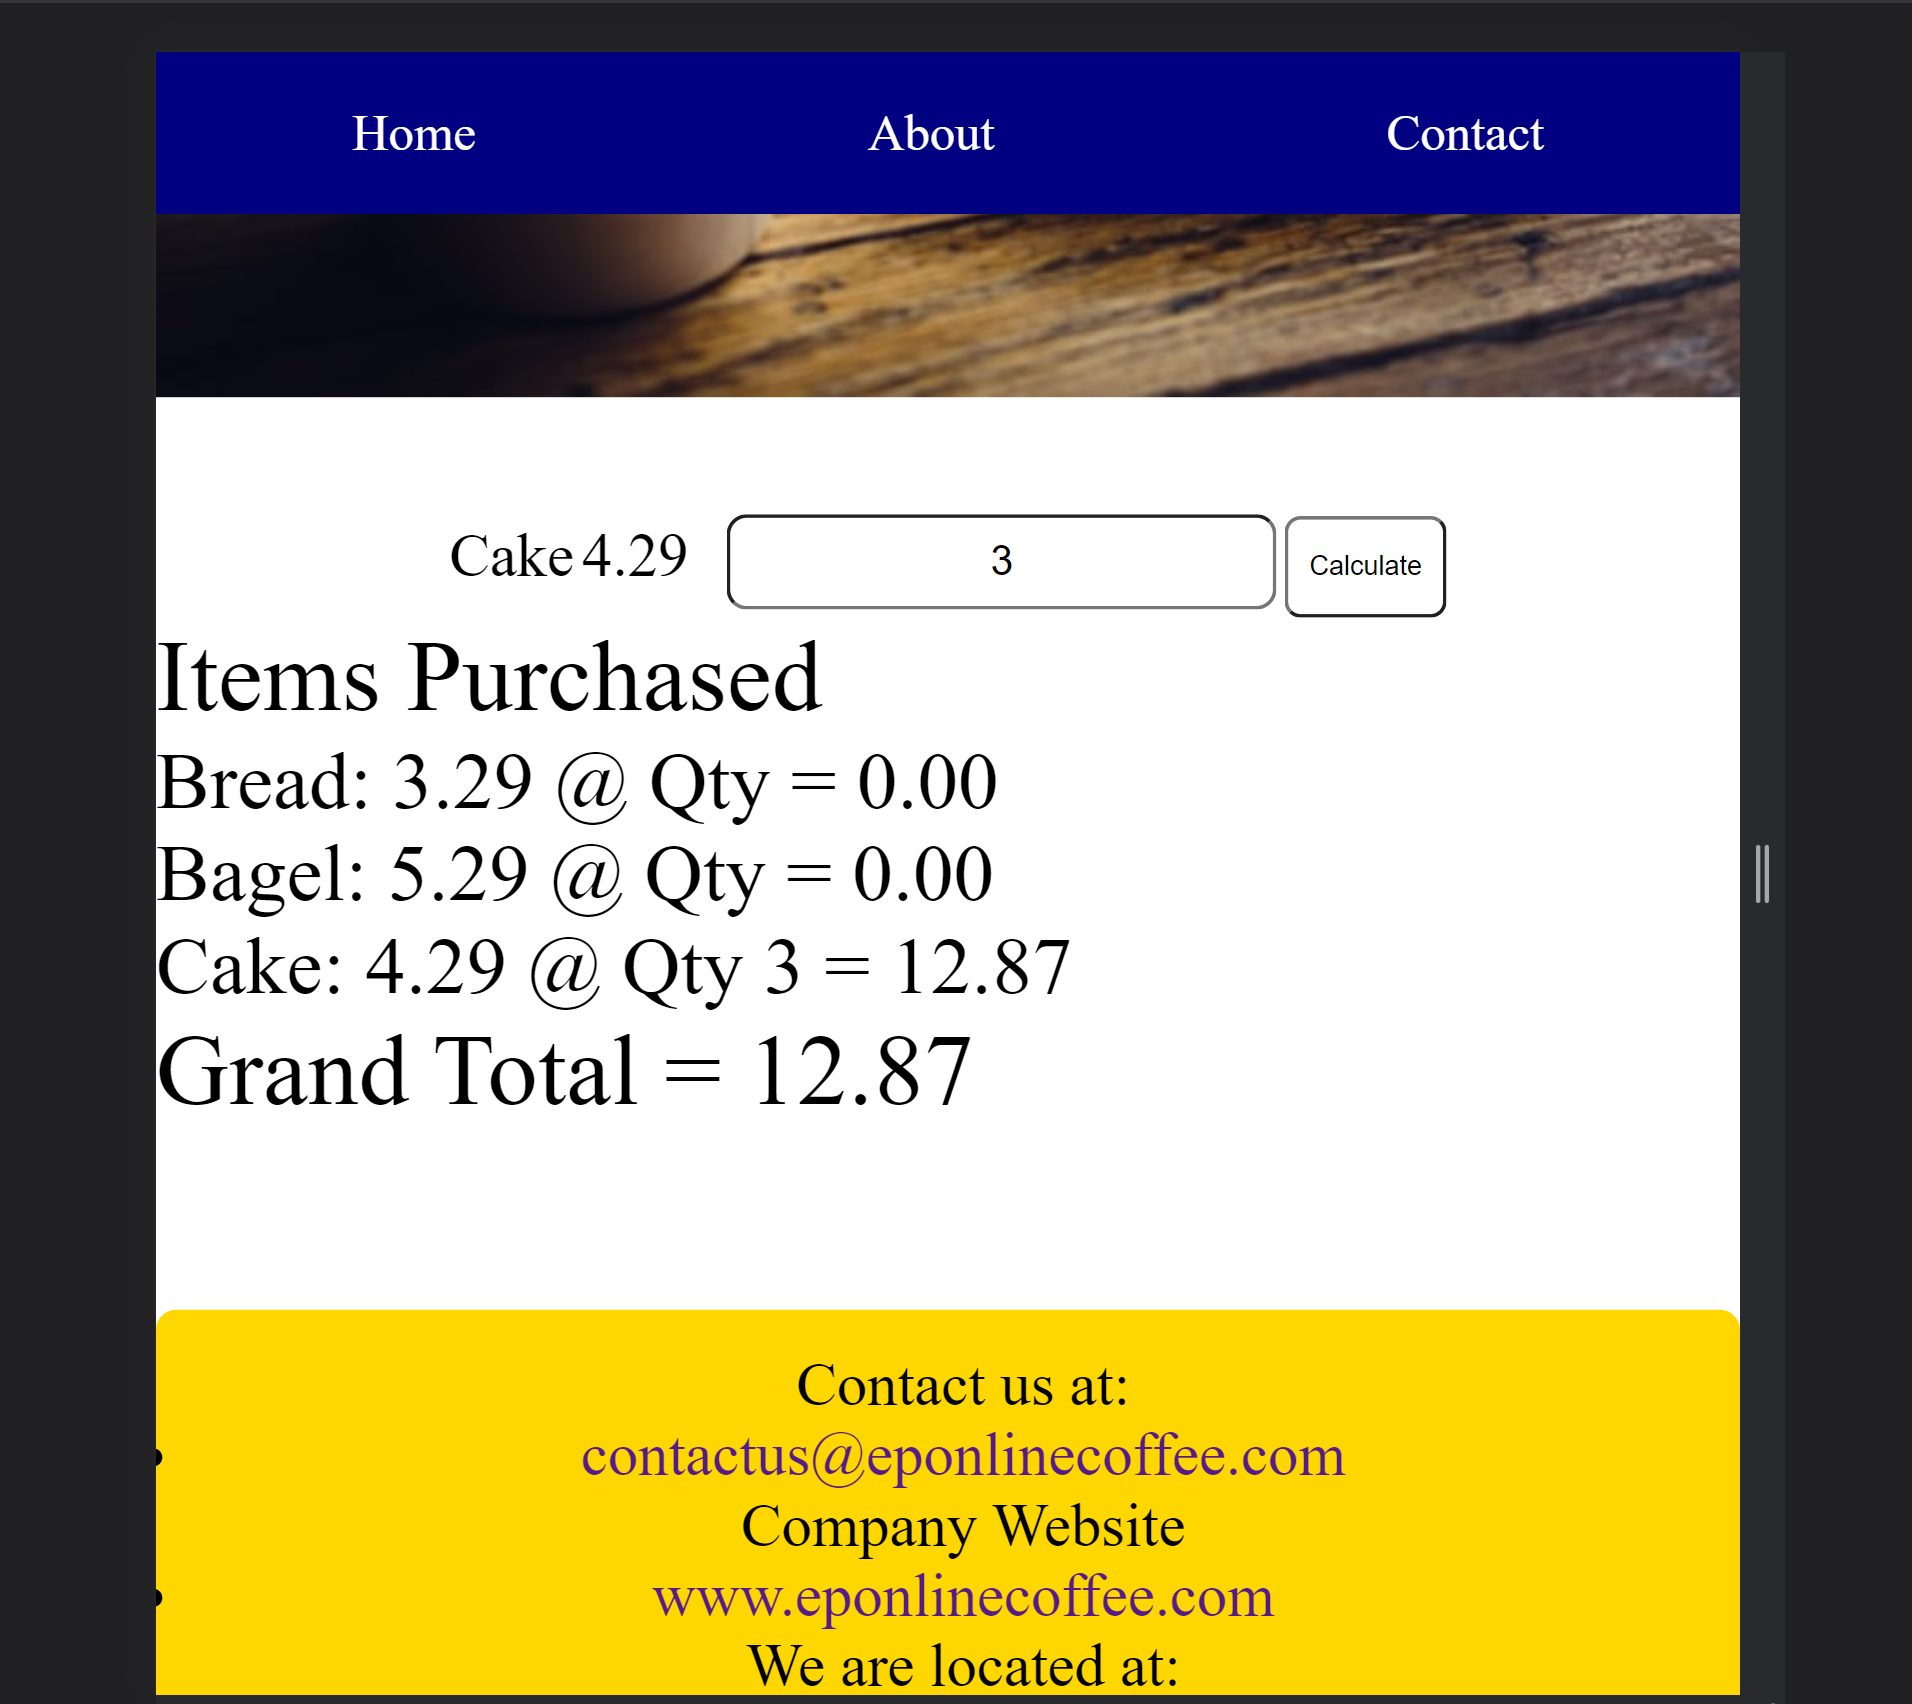 Home About Contact
Cake 4.29 3 Calculate
Items Purchased
Bread: 3.29 @ Qty = 0.00
Bagel: 5.29 @ Qty = 0.00
Cake: 4.29 @ Qty 3 = 12.87
Grand Total = 12.87
Contact us at:
contactus@eponlinecoffee.com
Company Website
www.eponlinecoffee.com
We are located at: